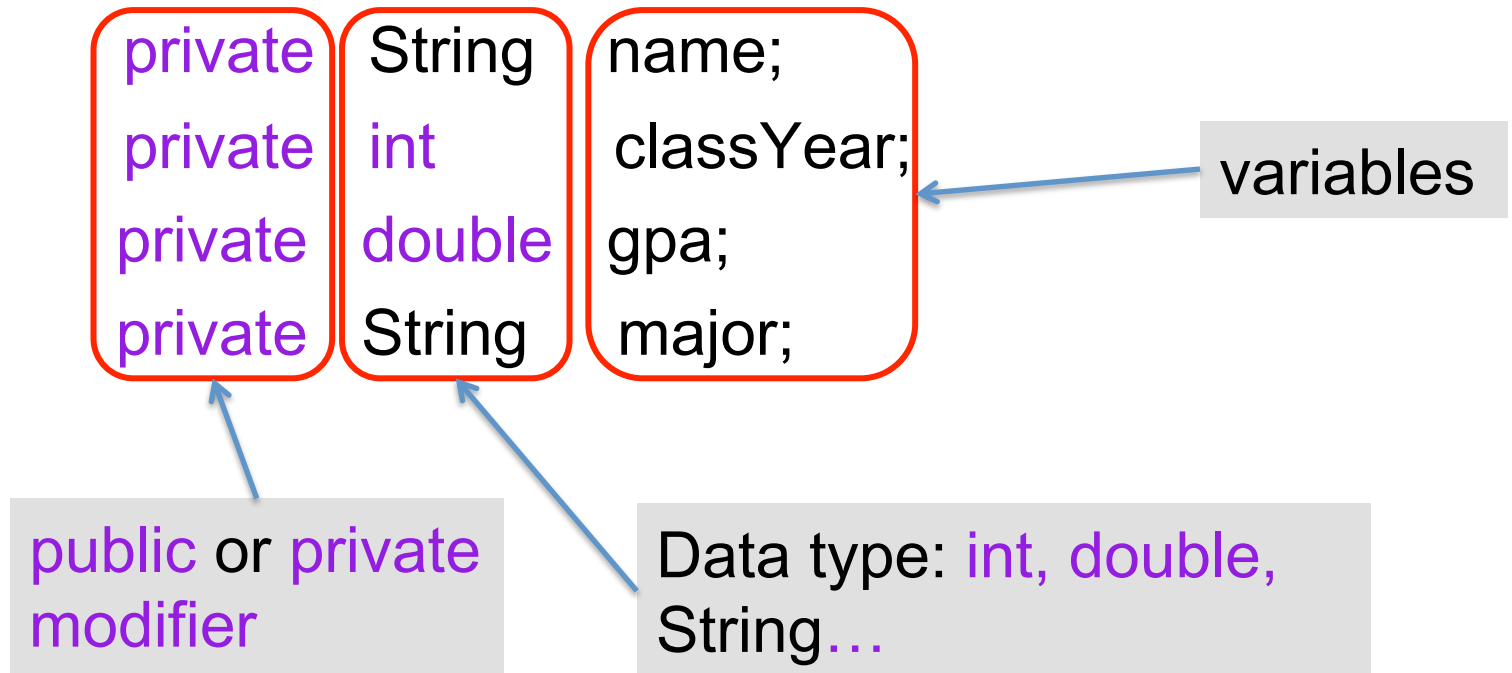 private String name;
private int classYear;
private double gpa;
private String major;
variables
public or private
modifier
Data type: int, double,
String…